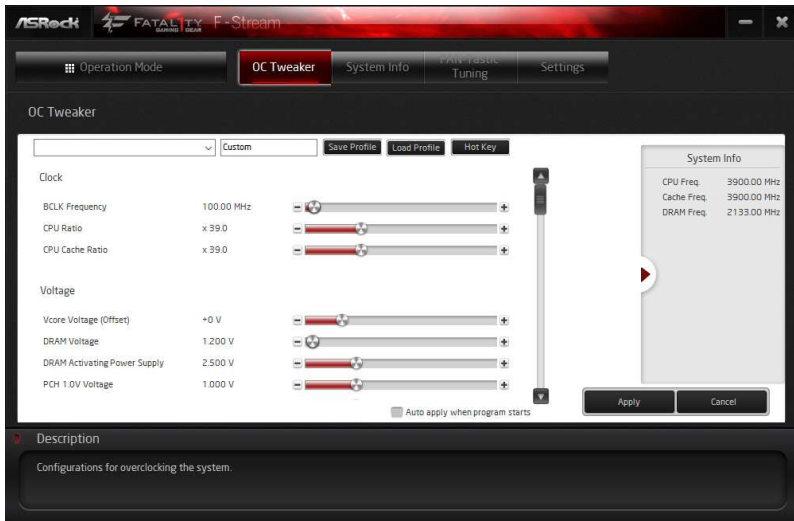 ASRock FATAL1TY GAMING GEAR F-Stream
Operation Mode
OC Tweaker
System Info
FAN-Tastic
Tuning
Settings
OC Tweaker
Custom
Save Profile
Load Profile
Hot Key
Clock
BCLK Frequency 100.00 MHz
CPU Ratio x 39.0
CPU Cache Ratio x 39.0
Voltage
Vcore Voltage (Offset) +0 V
DRAM Voltage 1.200 V
DRAM Activating Power Supply 2.500 V
PCH 1.0V Voltage 1.000 V
Auto apply when program starts
System Info
CPU Freq. 3900.00 MHz
Cache Freq. 3900.00 MHz
DRAM Freq. 2133.00 MHz
Apply
Cancel
Description
Configurations for overclocking the system.